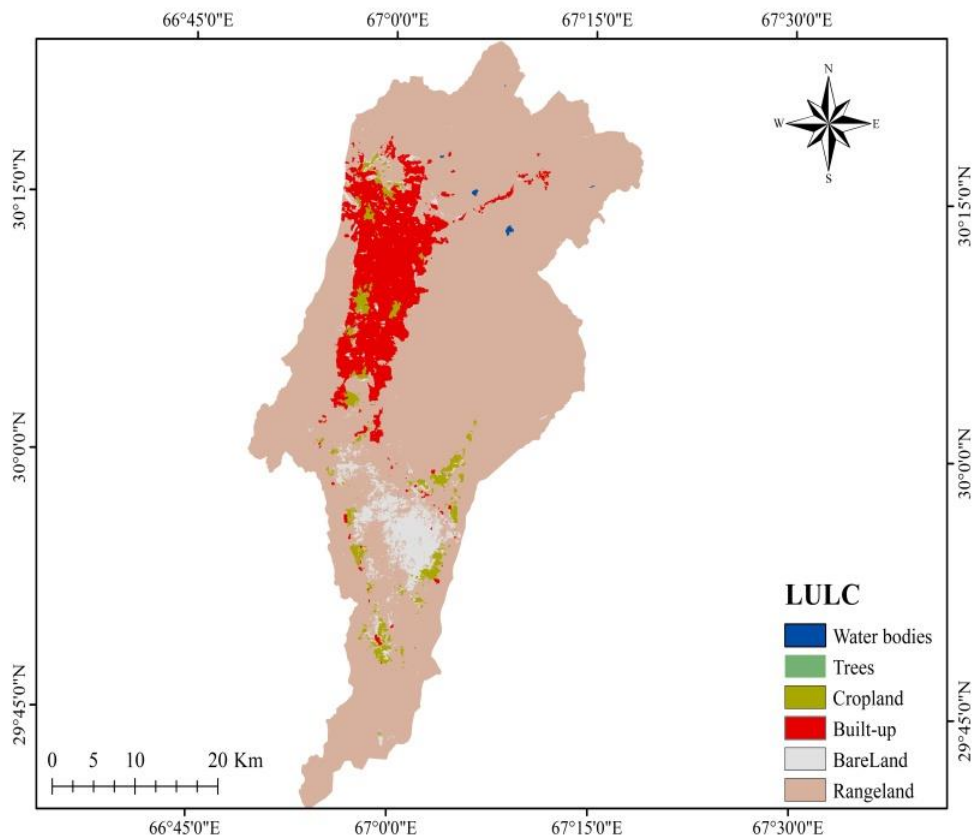 66°45'0"E 67°0'0"E 67°15'0"E 67°30'0"E
N
W E
S
30°15'0"N 30°15'0"N
30°0'0"N 30°0'0"N
29°45'0"N 29°45'0"N
LULC
Water bodies
Trees
Cropland
Built-up
BareLand
Rangeland
0 5 10 20 Km
66°45'0"E 67°0'0"E 67°15'0"E 67°30'0"E